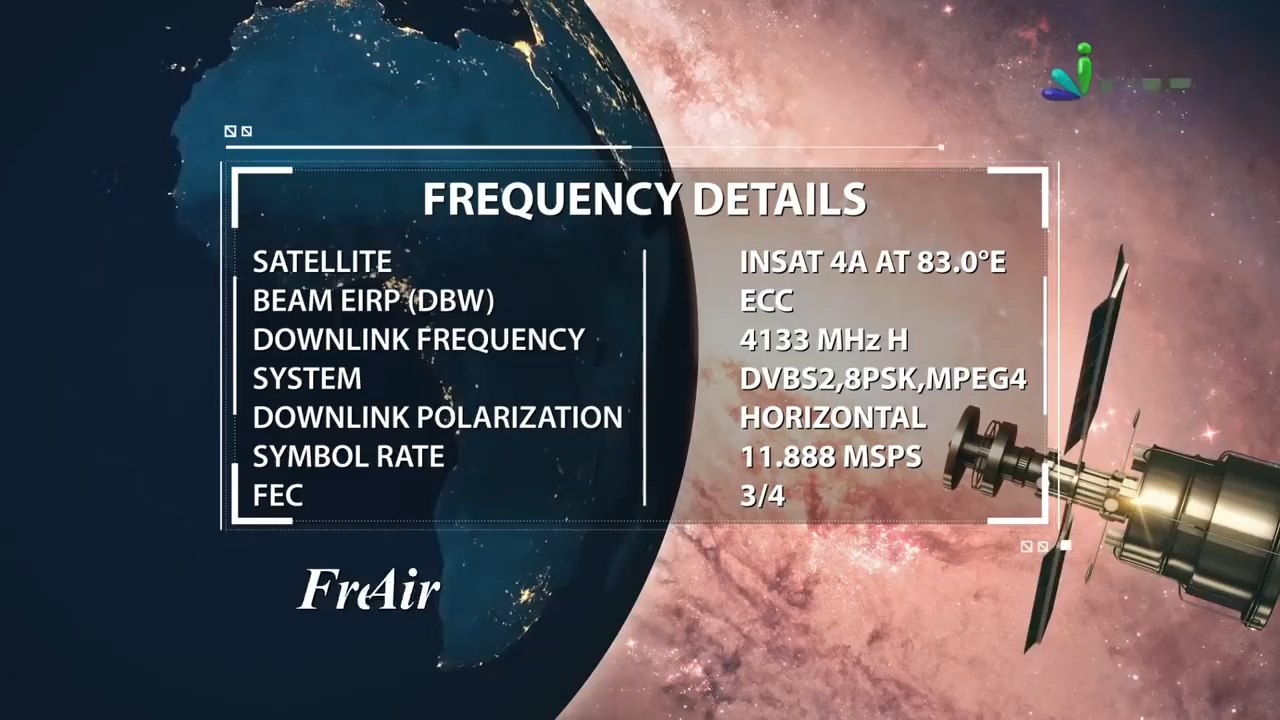 FREQUENCY DETAILS
SATELLITE INSAT 4A AT 83.0°E
BEAM EIRP (DBW) ECC
DOWNLINK FREQUENCY 4133 MHz H
SYSTEM DVBS2,8PSK,MPEG4
DOWNLINK POLARIZATION HORIZONTAL
SYMBOL RATE 11.888 MSPS
FEC 3/4
FreAir